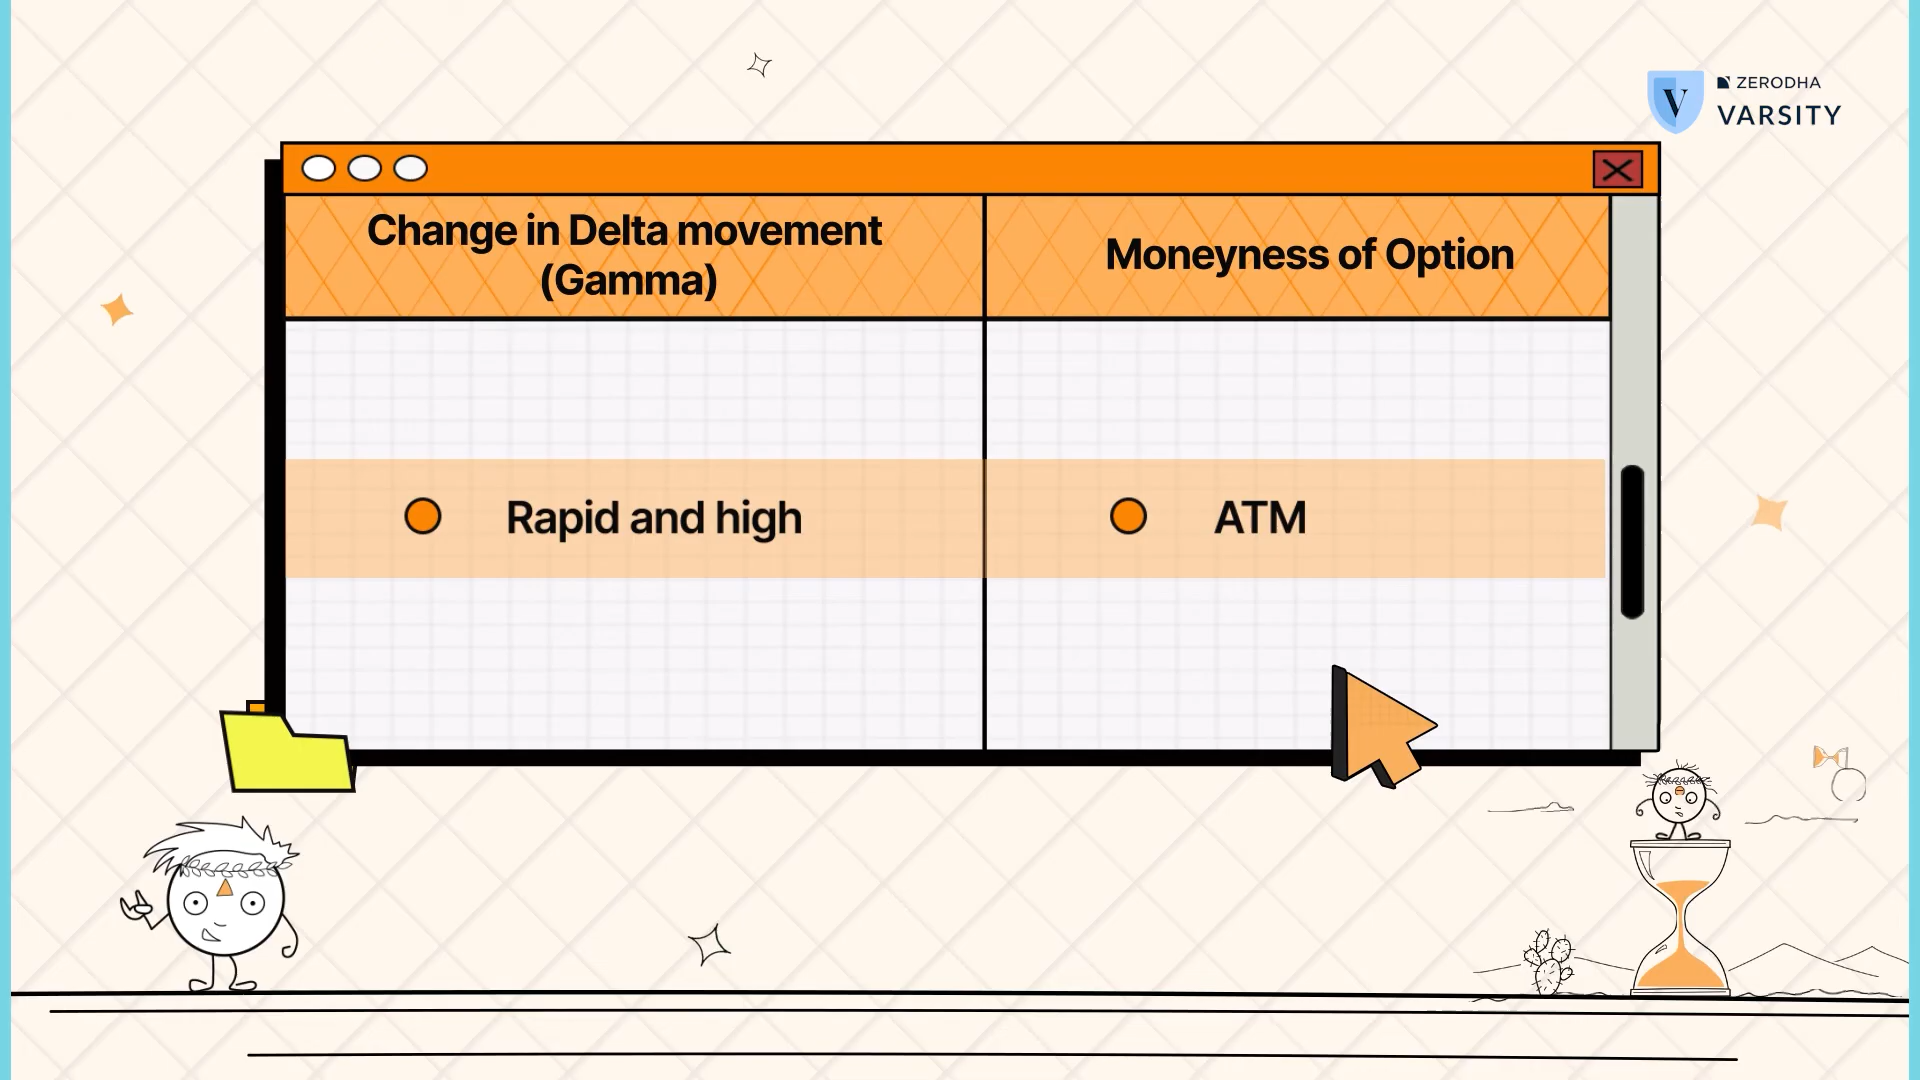 ZERODHA
VARSITY
Change in Delta movement
(Gamma)
Moneyness of Option
Rapid and high
ATM